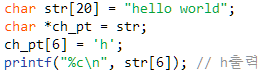 char str[20] = "hello world";
char *ch_pt = str;
ch_pt[6] = 'h';
printf("%c\n", str[6]); // h출력